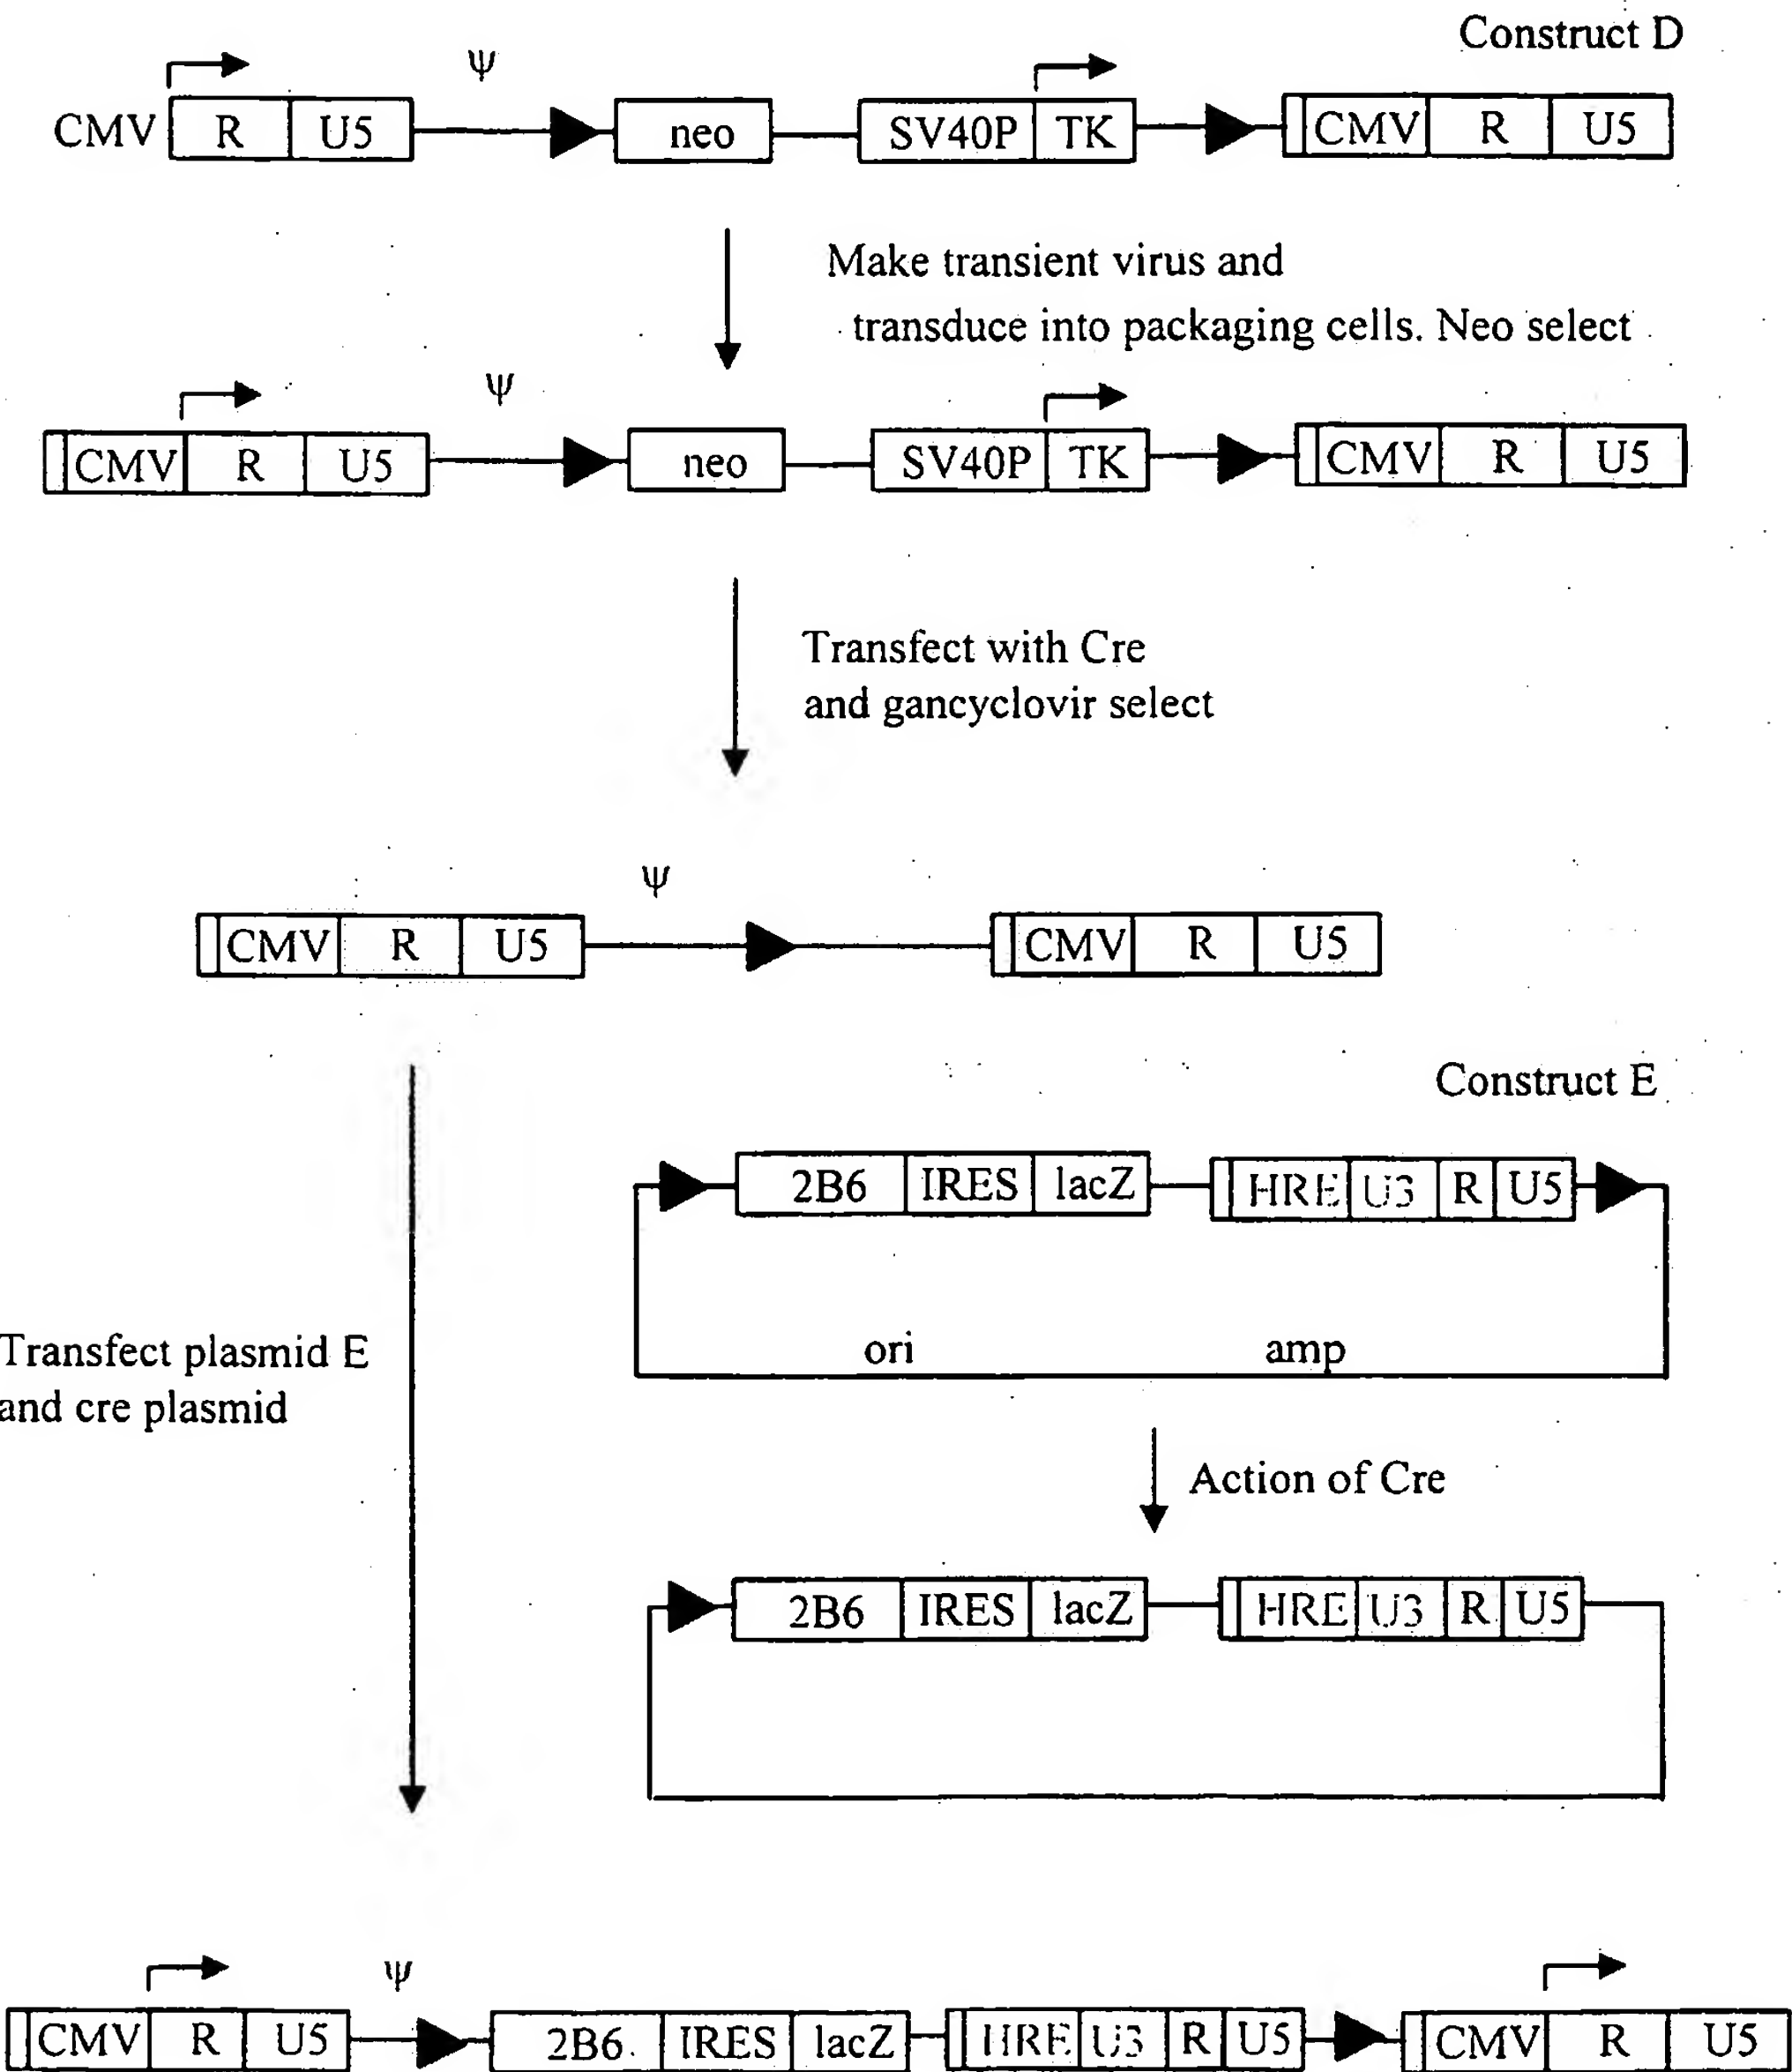 Construct D
ψ
CMV R U5 neo SV40P TK CMV R U5
Make transient virus and
transduce into packaging cells. Neo select
ψ
CMV R U5 neo SV40P TK CMV R U5
Transfect with Cre
and gancyclovir select
ψ
CMV R U5 CMV R U5
Construct E
2B6 IRES lacZ HRE U3 R U5
ori amp
Transfect plasmid E
and cre plasmid
Action of Cre
2B6 IRES lacZ HRE U3 R U5
ψ
CMV R U5 2B6. IRES lacZ HRE U3 R U5 CMV R U5